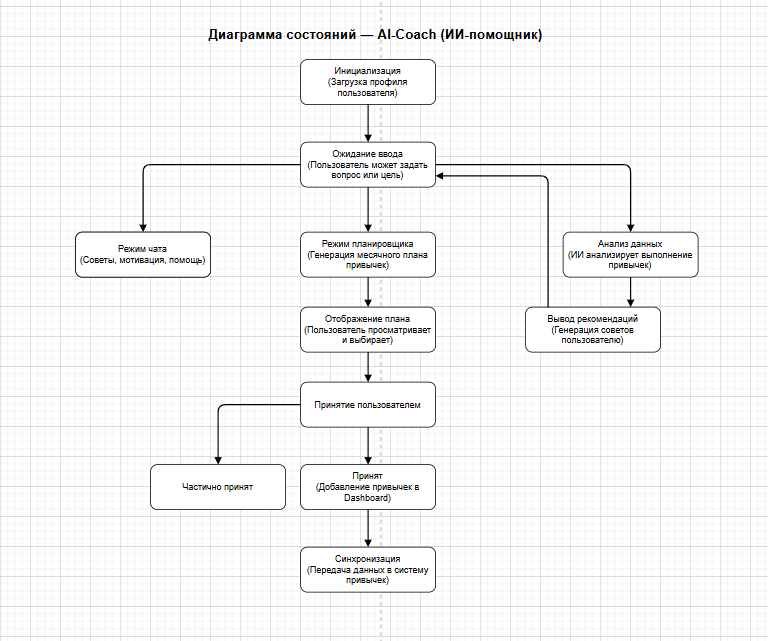 Диаграмма состояний — AI-Coach (ИИ-помощник)
Инициализация
(Загрузка профиля
пользователя)
Ожидание ввода
(Пользователь может задать
вопрос или цель)
Режим чата
(Советы, мотивация, помощь)
Режим планировщика
(Генерация месячного плана
привычек)
Анализ данных
(ИИ анализирует выполнение
привычек)
Отображение плана
(Пользователь просматривает
и выбирает)
Вывод рекомендаций
(Генерация советов
пользователю)
Принятие пользователем
Частично принят
Принят
(Добавление привычек в
Dashboard)
Синхронизация
(Передача данных в систему
привычек)